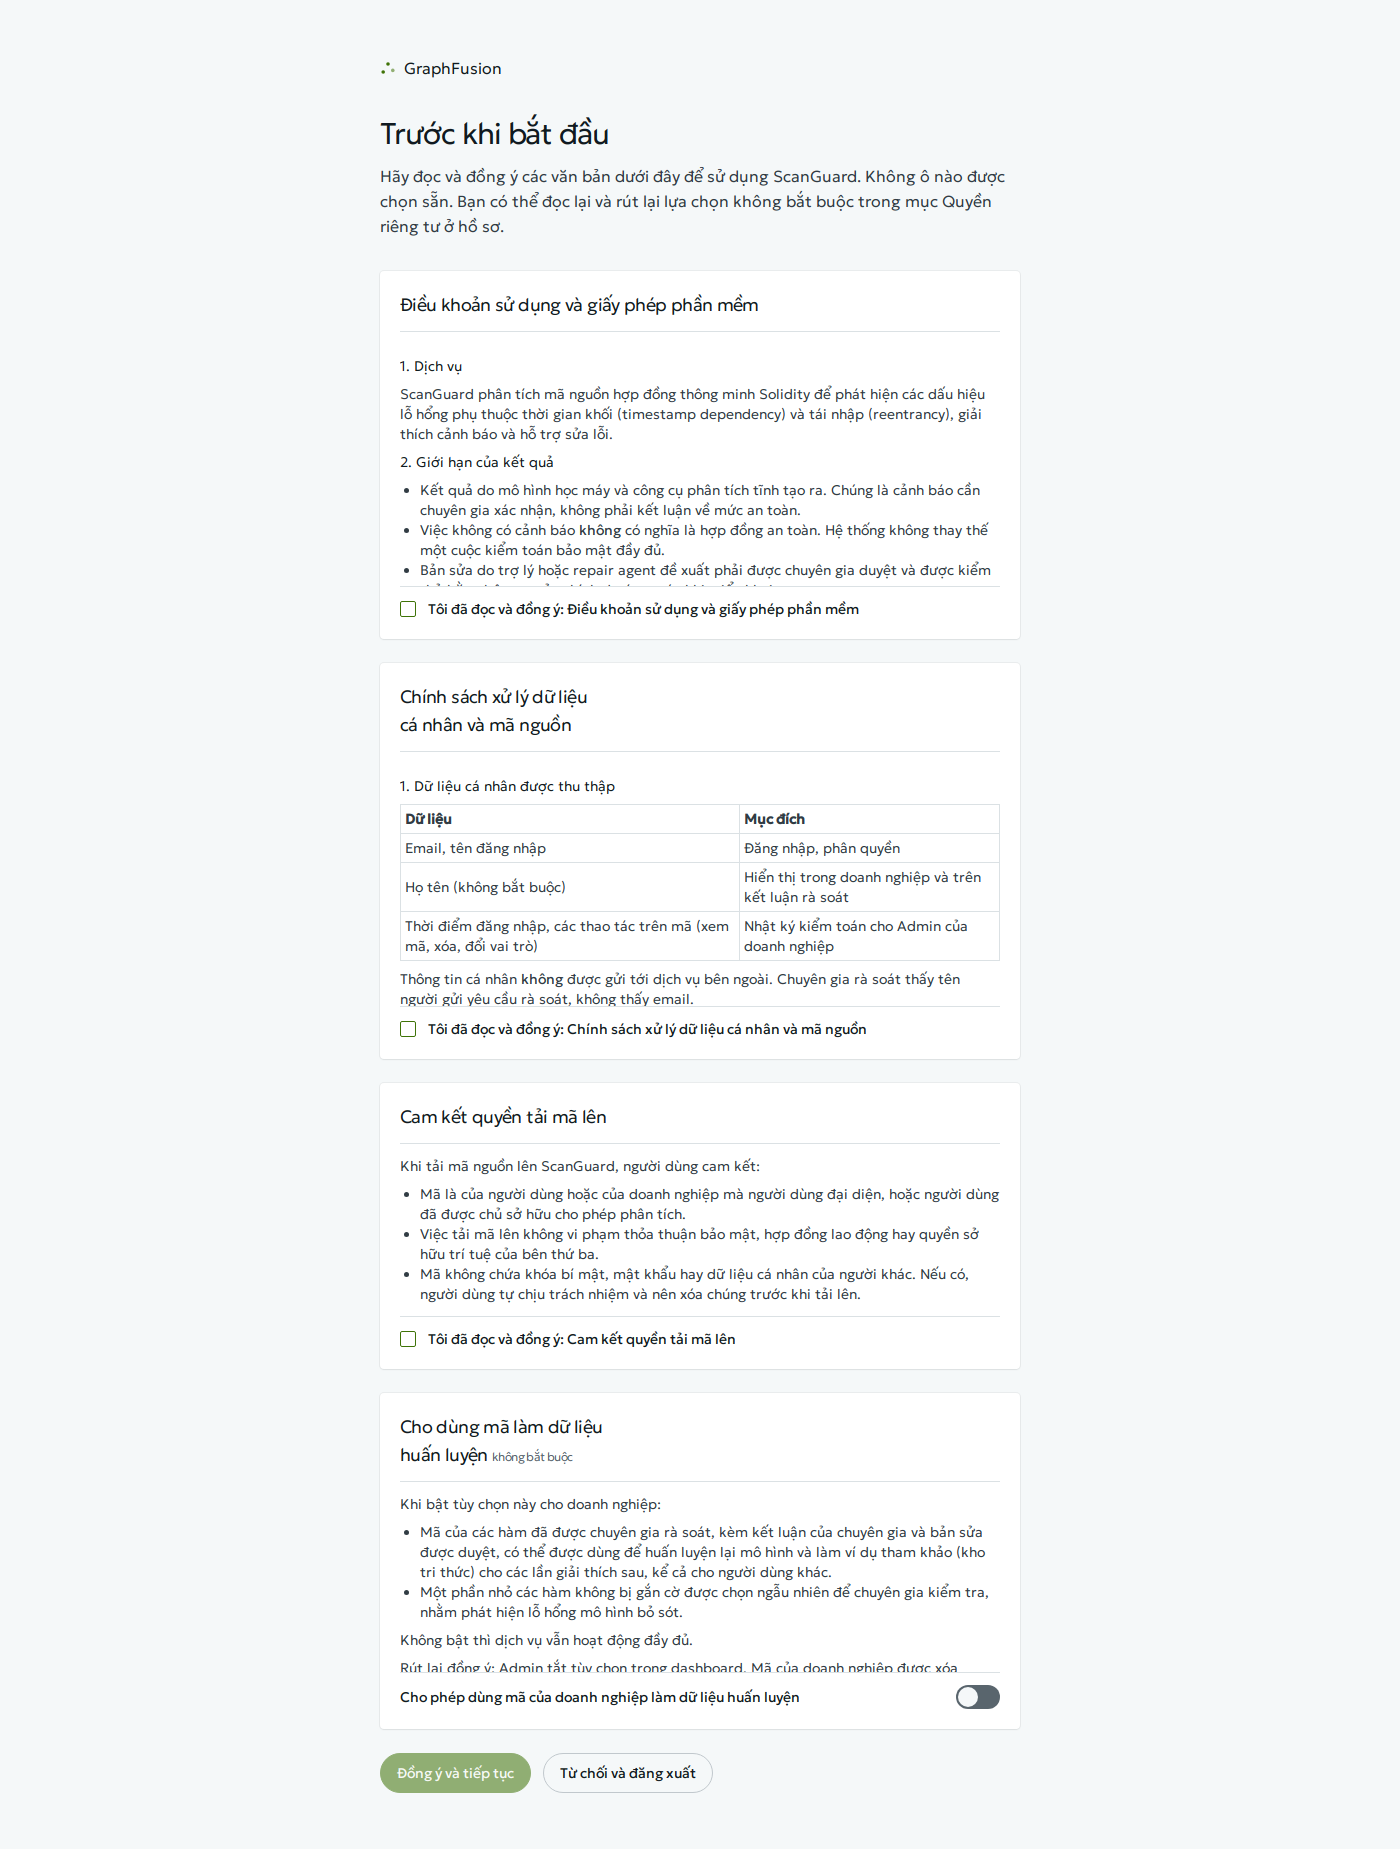 GraphFusion
Trước khi bắt đầu
Hãy đọc và đồng ý các văn bản dưới đây để sử dụng ScanGuard. Không ô nào được
chọn sẵn. Bạn có thể đọc lại và rút lại lựa chọn không bắt buộc trong mục Quyền
riêng tư ở hồ sơ.
Điều khoản sử dụng và giấy phép phần mềm
1. Dịch vụ
ScanGuard phân tích mã nguồn hợp đồng thông minh Solidity để phát hiện các dấu hiệu
lỗ hổng phụ thuộc thời gian khối (timestamp dependency) và tái nhập (reentrancy), giải
thích cảnh báo và hỗ trợ sửa lỗi.
2. Giới hạn của kết quả
• Kết quả do mô hình học máy và công cụ phân tích tĩnh tạo ra. Chúng là cảnh báo cần
chuyên gia xác nhận, không phải kết luận về mức an toàn.
• Việc không có cảnh báo không có nghĩa là hợp đồng an toàn. Hệ thống không thay thế
một cuộc kiểm toán bảo mật đầy đủ.
• Bản sửa do trợ lý hoặc repair agent đề xuất phải được chuyên gia duyệt và được kiểm
Tôi đã đọc và đồng ý: Điều khoản sử dụng và giấy phép phần mềm
Chính sách xử lý dữ liệu
cá nhân và mã nguồn
1. Dữ liệu cá nhân được thu thập
Dữ liệu Mục đích
Email, tên đăng nhập Đăng nhập, phân quyền
Họ tên (không bắt buộc) Hiển thị trong doanh nghiệp và trên
kết luận rà soát
Thời điểm đăng nhập, các thao tác trên mã (xem Nhật ký kiểm toán cho Admin của
mã, xóa, đổi vai trò) doanh nghiệp
Thông tin cá nhân không được gửi tới dịch vụ bên ngoài. Chuyên gia rà soát thấy tên
người gửi yêu cầu rà soát, không thấy email.
Tôi đã đọc và đồng ý: Chính sách xử lý dữ liệu cá nhân và mã nguồn
Cam kết quyền tải mã lên
Khi tải mã nguồn lên ScanGuard, người dùng cam kết:
• Mã là của người dùng hoặc của doanh nghiệp mà người dùng đại diện, hoặc người dùng
đã được chủ sở hữu cho phép phân tích.
• Việc tải mã lên không vi phạm thỏa thuận bảo mật, hợp đồng lao động hay quyền sở
hữu trí tuệ của bên thứ ba.
• Mã không chứa khóa bí mật, mật khẩu hay dữ liệu cá nhân của người khác. Nếu có,
người dùng tự chịu trách nhiệm và nên xóa chúng trước khi tải lên.
Tôi đã đọc và đồng ý: Cam kết quyền tải mã lên
Cho dùng mã làm dữ liệu
huấn luyện không bắt buộc
Khi bật tùy chọn này cho doanh nghiệp:
• Mã của các hàm đã được chuyên gia rà soát, kèm kết luận của chuyên gia và bản sửa
được duyệt, có thể được dùng để huấn luyện lại mô hình và làm ví dụ tham khảo (kho
tri thức) cho các lần giải thích sau, kể cả cho người dùng khác.
• Một phần nhỏ các hàm không bị gắn cờ được chọn ngẫu nhiên để chuyên gia kiểm tra,
nhằm phát hiện lỗ hổng mô hình bỏ sót.
Không bật thì dịch vụ vẫn hoạt động đầy đủ.
Rút lại đồng ý: Admin tắt tùy chọn trong dashboard. Mã của doanh nghiệp được xóa
Cho phép dùng mã của doanh nghiệp làm dữ liệu huấn luyện
Đồng ý và tiếp tục
Từ chối và đăng xuất